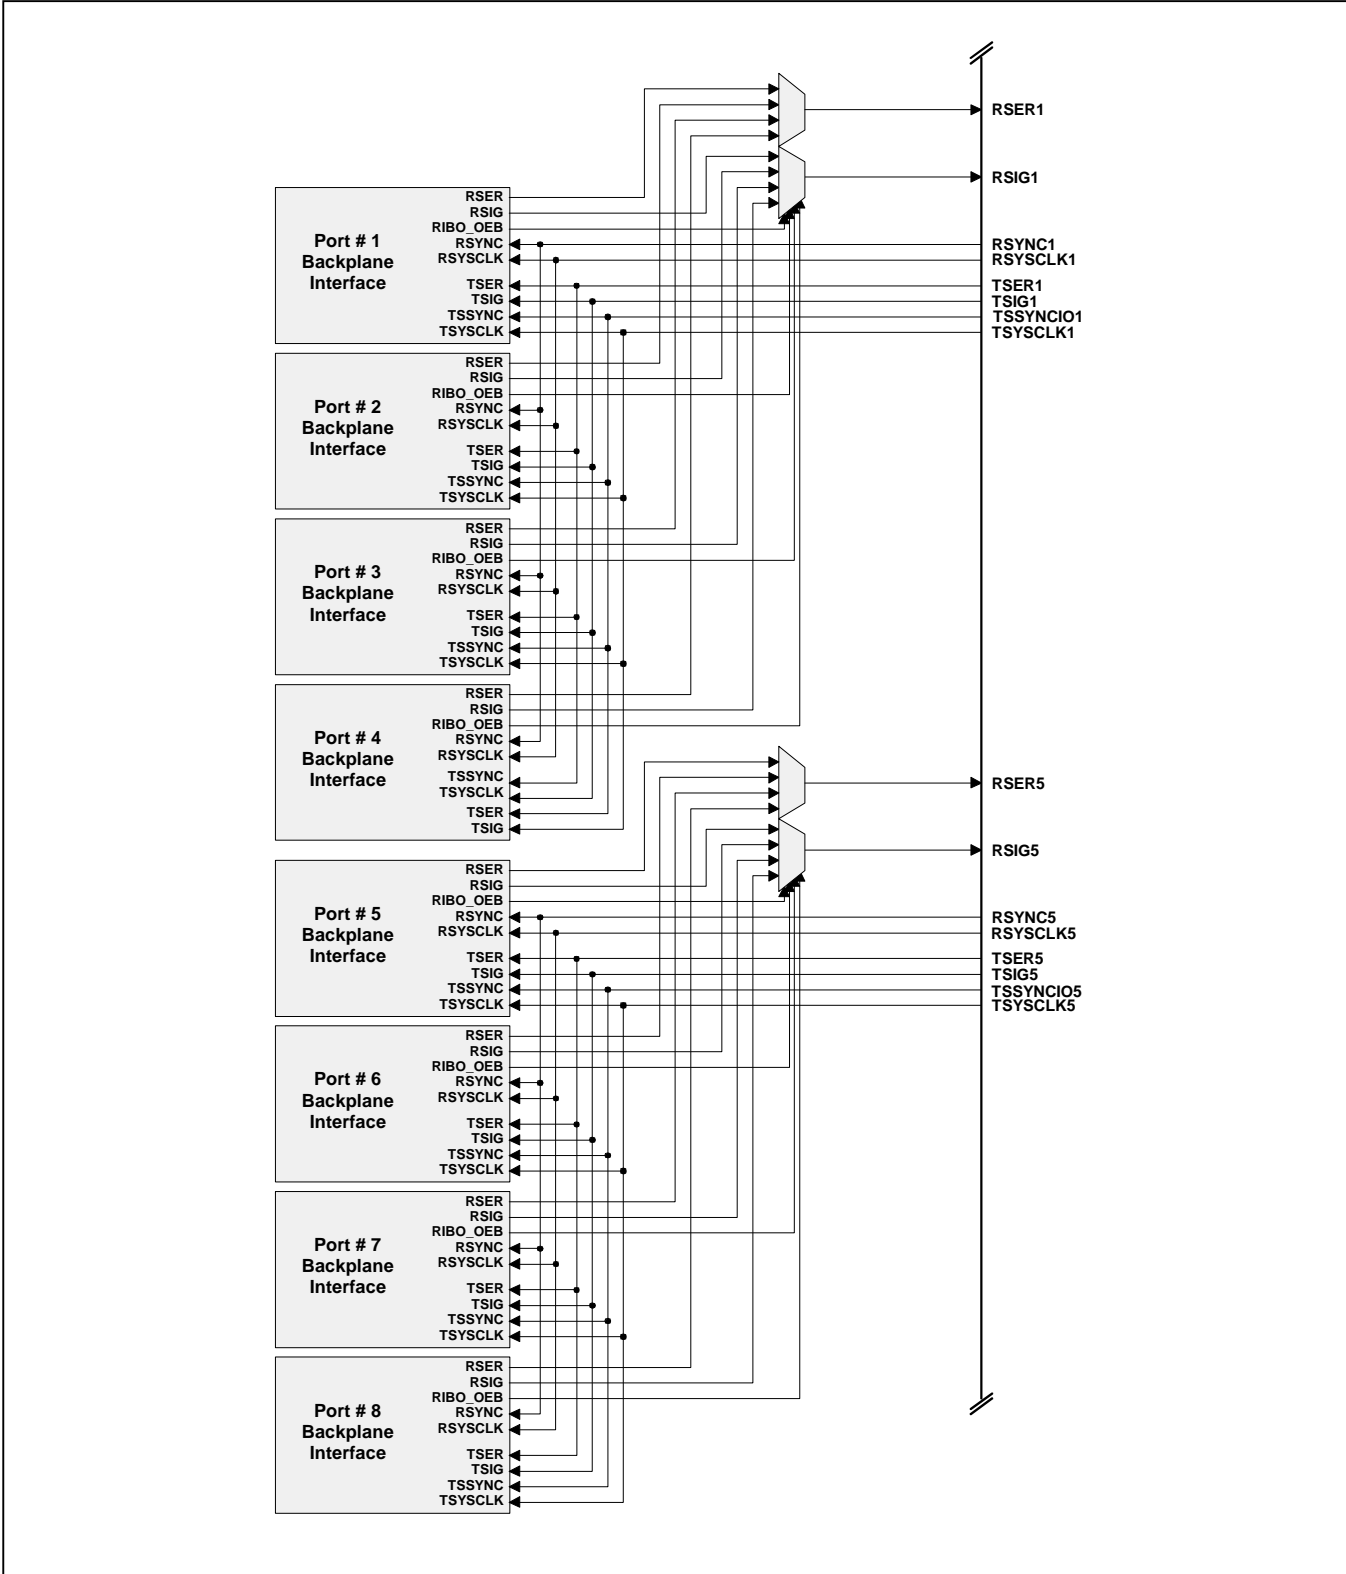 RSER1
RSIG1
RSER
RSIG
RIBO_OEB
Port # 1
Backplane
Interface
RSYNC
RSYSCLK
TSER
TSIG
TSSYNC
TSYSCLK
RSYNC1
RSYSCLK1
TSER1
TSIG1
TSSYNCIO1
TSYSCLK1
RSER
RSIG
RIBO_OEB
Port # 2
Backplane
Interface
RSYNC
RSYSCLK
TSER
TSIG
TSSYNC
TSYSCLK
RSER
RSIG
RIBO_OEB
Port # 3
Backplane
Interface
RSYNC
RSYSCLK
TSER
TSIG
TSSYNC
TSYSCLK
RSER
RSIG
RIBO_OEB
Port # 4
Backplane
Interface
RSYNC
RSYSCLK
TSSYNC
TSYSCLK
TSER
TSIG
RSER5
RSIG5
RSER
RSIG
RIBO_OEB
Port # 5
Backplane
Interface
RSYNC
RSYSCLK
TSER
TSIG
TSSYNC
TSYSCLK
RSYNC5
RSYSCLK5
TSER5
TSIG5
TSSYNCIO5
TSYSCLK5
RSER
RSIG
RIBO_OEB
Port # 6
Backplane
Interface
RSYNC
RSYSCLK
TSER
TSIG
TSSYNC
TSYSCLK
RSER
RSIG
RIBO_OEB
Port # 7
Backplane
Interface
RSYNC
RSYSCLK
TSER
TSIG
TSSYNC
TSYSCLK
RSER
RSIG
RIBO_OEB
Port # 8
Backplane
Interface
RSYNC
RSYSCLK
TSER
TSIG
TSSYNC
TSYSCLK